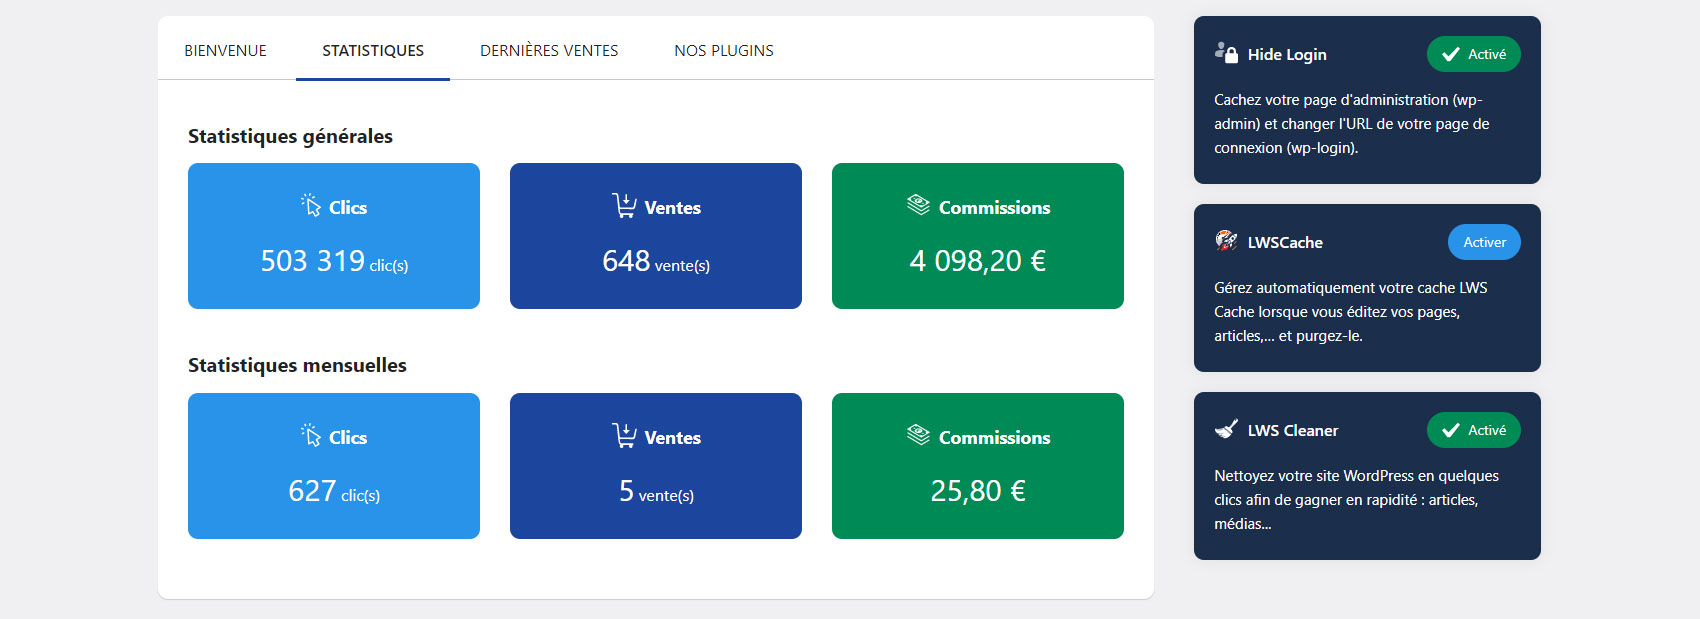 BIENVENUE
STATISTIQUES
DERNIÈRES VENTES
NOS PLUGINS
Statistiques générales
Clics
503 319 clic(s)
Ventes
648 vente(s)
Commissions
4 098,20 €
Statistiques mensuelles
Clics
627 clic(s)
Ventes
5 vente(s)
Commissions
25,80 €
Hide Login
Activé
Cachez votre page d'administration (wp-
admin) et changer l'URL de votre page de
connexion (wp-login).
LWSCache
Activer
Gérez automatiquement votre cache LWS
Cache lorsque vous éditez vos pages,
articles,... et purgez-le.
LWS Cleaner
Activé
Nettoyez votre site WordPress en quelques
clics afin de gagner en rapidité : articles,
médias...